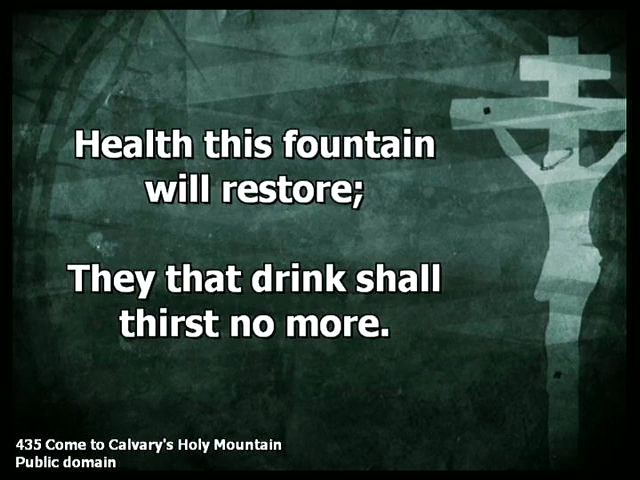 Health this fountain
will restore;
They that drink shall
thirst no more.
435 Come to Calvary's Holy Mountain
Public domain